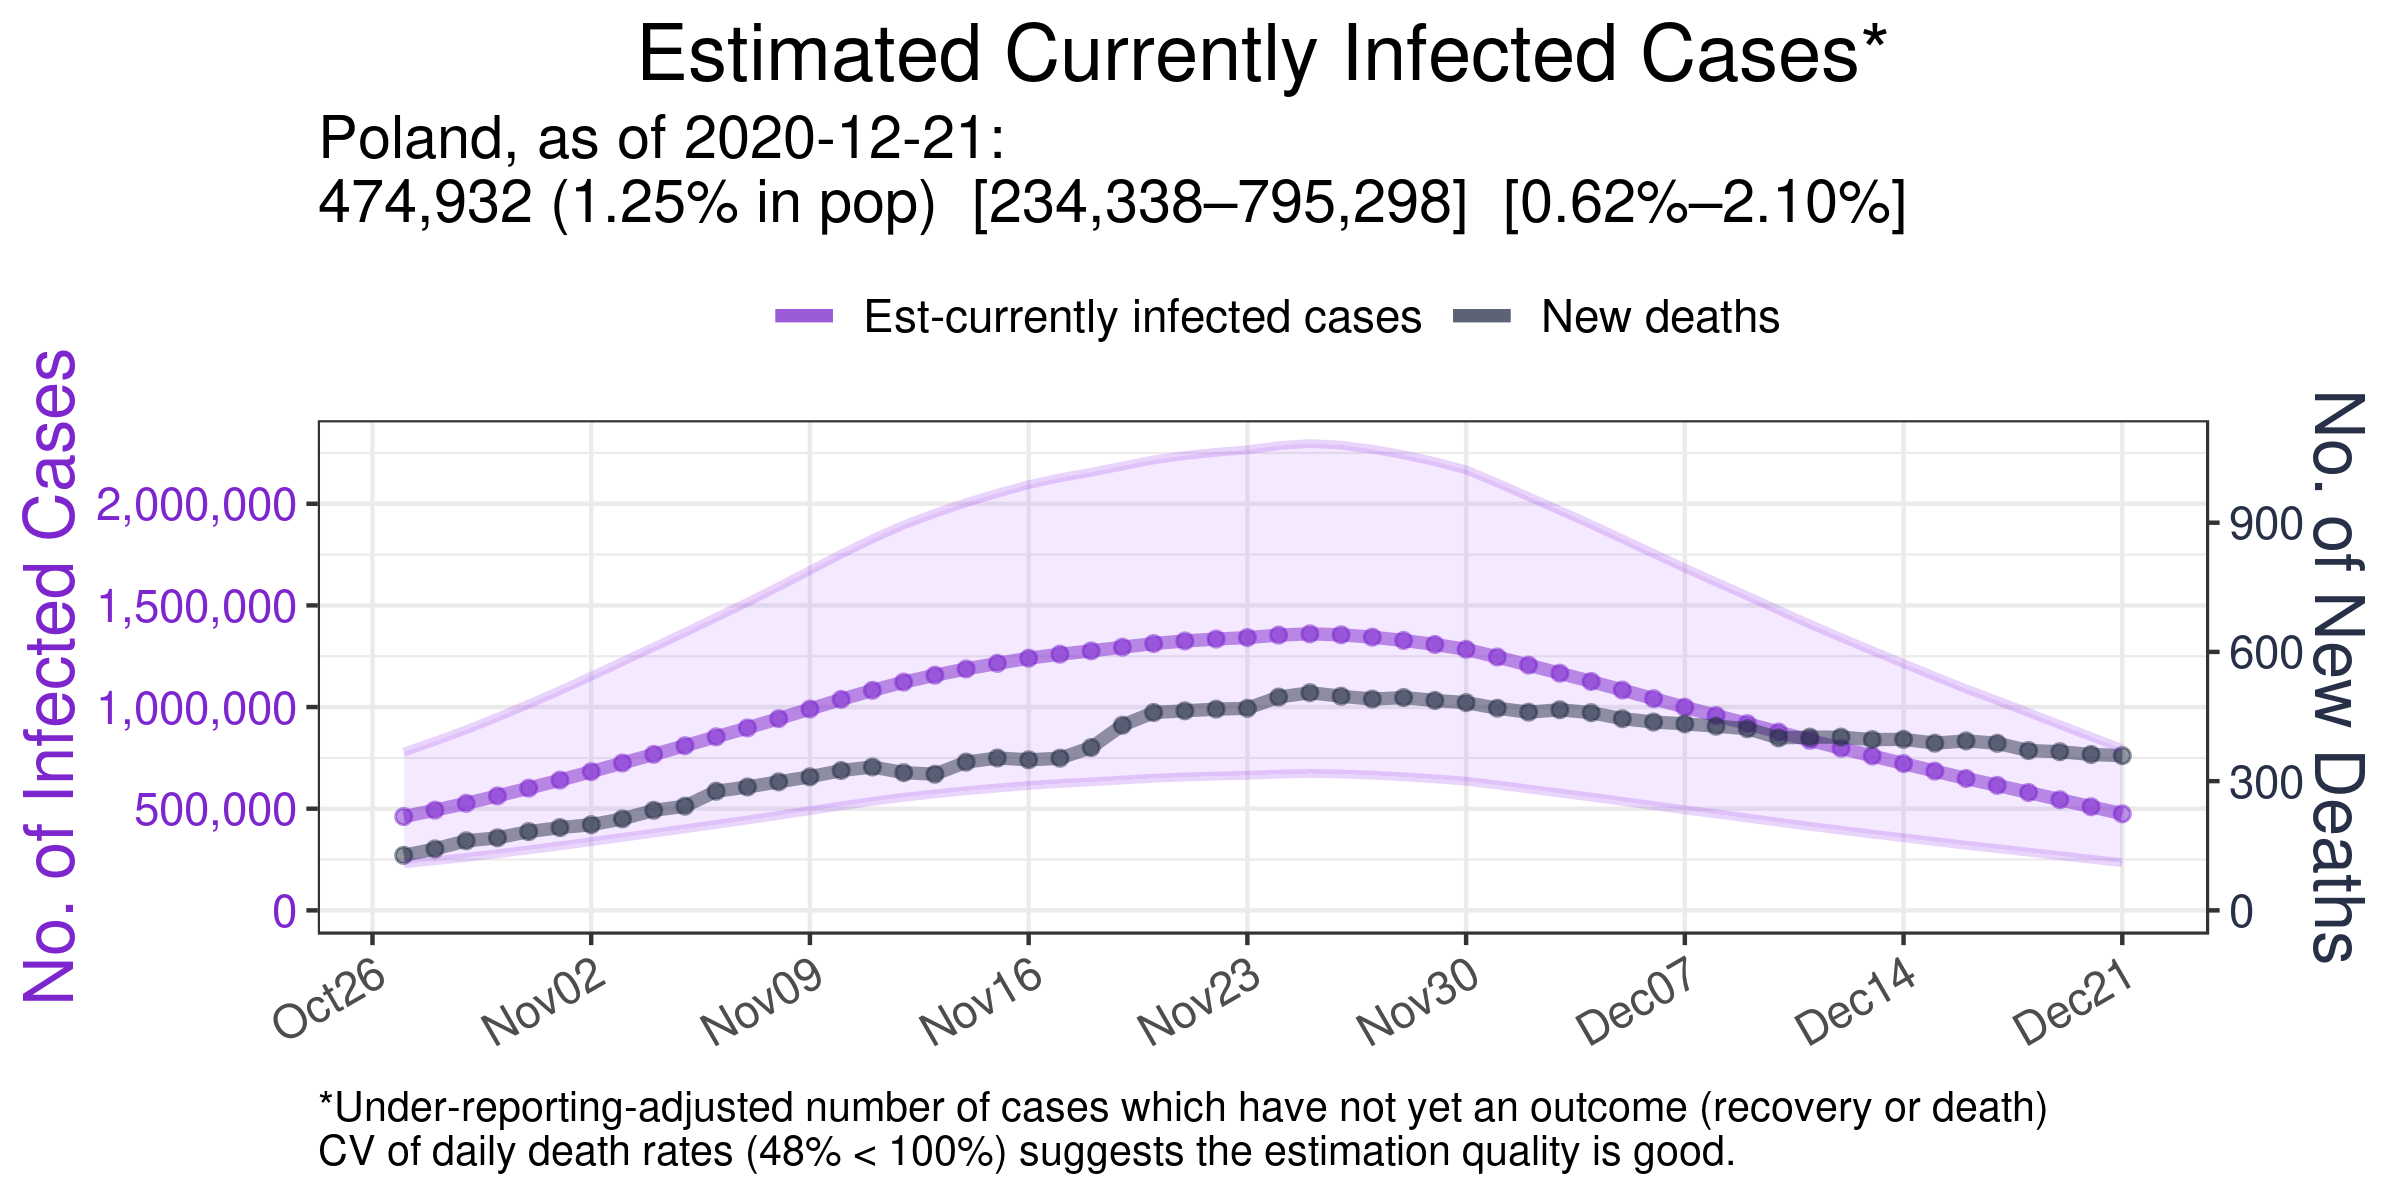 Estimated Currently Infected Cases*
Poland, as of 2020-12-21:
474,932 (1.25% in pop)  [234,338–795,298]  [0.62%–2.10%]
Est-currently infected cases
New deaths
No. of Infected Cases
2,000,000
1,500,000
1,000,000
500,000
0
No. of New Deaths
900
600
300
0
Oct26
Nov02
Nov09
Nov16
Nov23
Nov30
Dec07
Dec14
Dec21
*Under-reporting-adjusted number of cases which have not yet an outcome (recovery or death)
CV of daily death rates (48% < 100%) suggests the estimation quality is good.